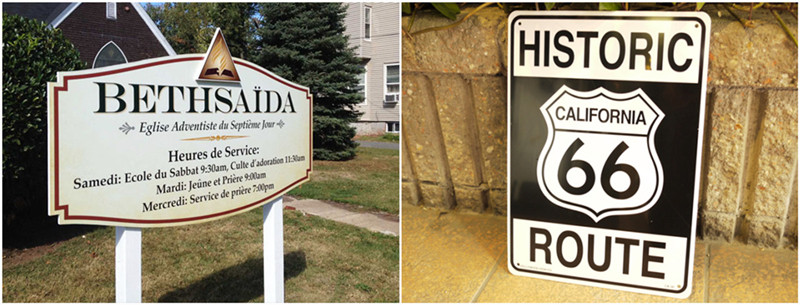 BETHSAÏDA
Eglise Adventiste du Septième Jour
Heures de Service:
Samedi: Ecole du Sabbat 9:30am, Culte d'adoration 11:30am
Mardi: Jeûne et Prière 9:00am
Mercredi: Service de prière 7:00pm
HISTORIC
CALIFORNIA
66
ROUTE